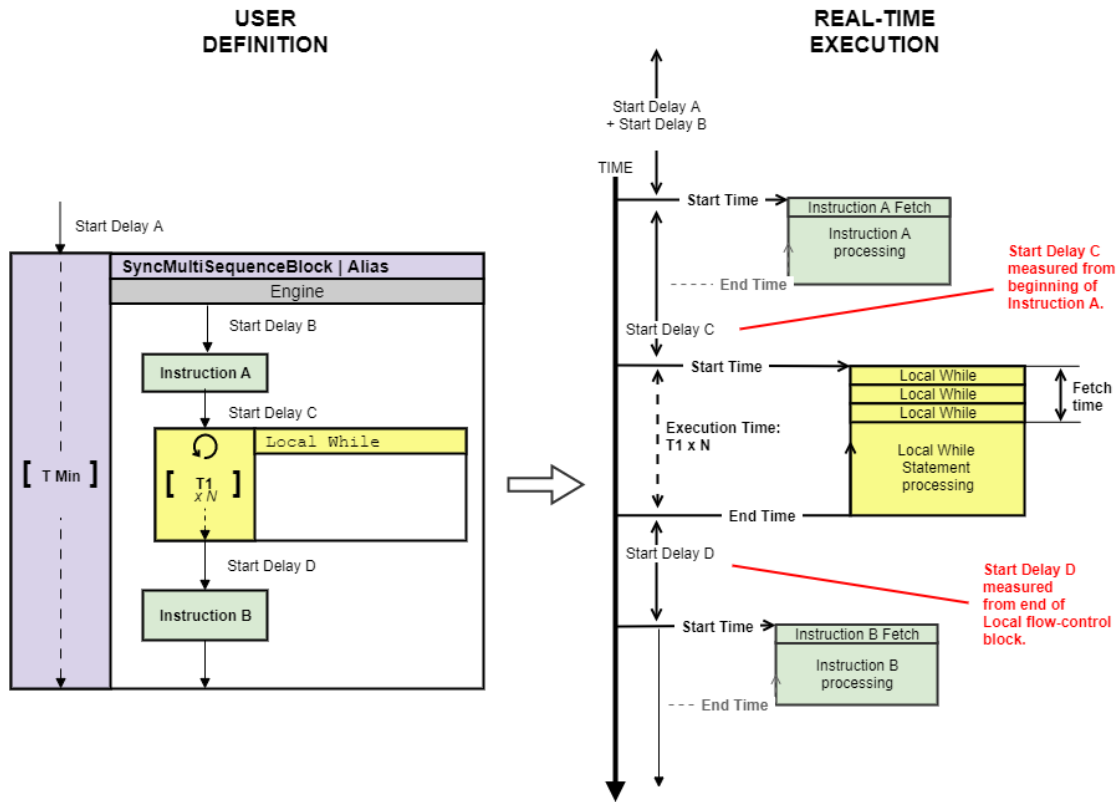 USER
DEFINITION
Start Delay A
SyncMultiSequenceBlock | Alias
Engine
Start Delay B
Instruction A
Start Delay C
Local While
[ T Min ]
[ T1 ]
x N
Start Delay D
Instruction B
REAL-TIME
EXECUTION
Start Delay A
+ Start Delay B
TIME
Start Time
Instruction A Fetch
Instruction A
processing
End Time
Start Delay C
Start Delay C
measured from
beginning of
Instruction A.
Start Time
Local While
Local While
Local While
Fetch
time
Execution Time:
T1 x N
Local While
Statement
processing
End Time
Start Delay D
Start Delay D
measured
from end of
Local flow-control
block.
Start Time
Instruction B Fetch
Instruction B
processing
End Time